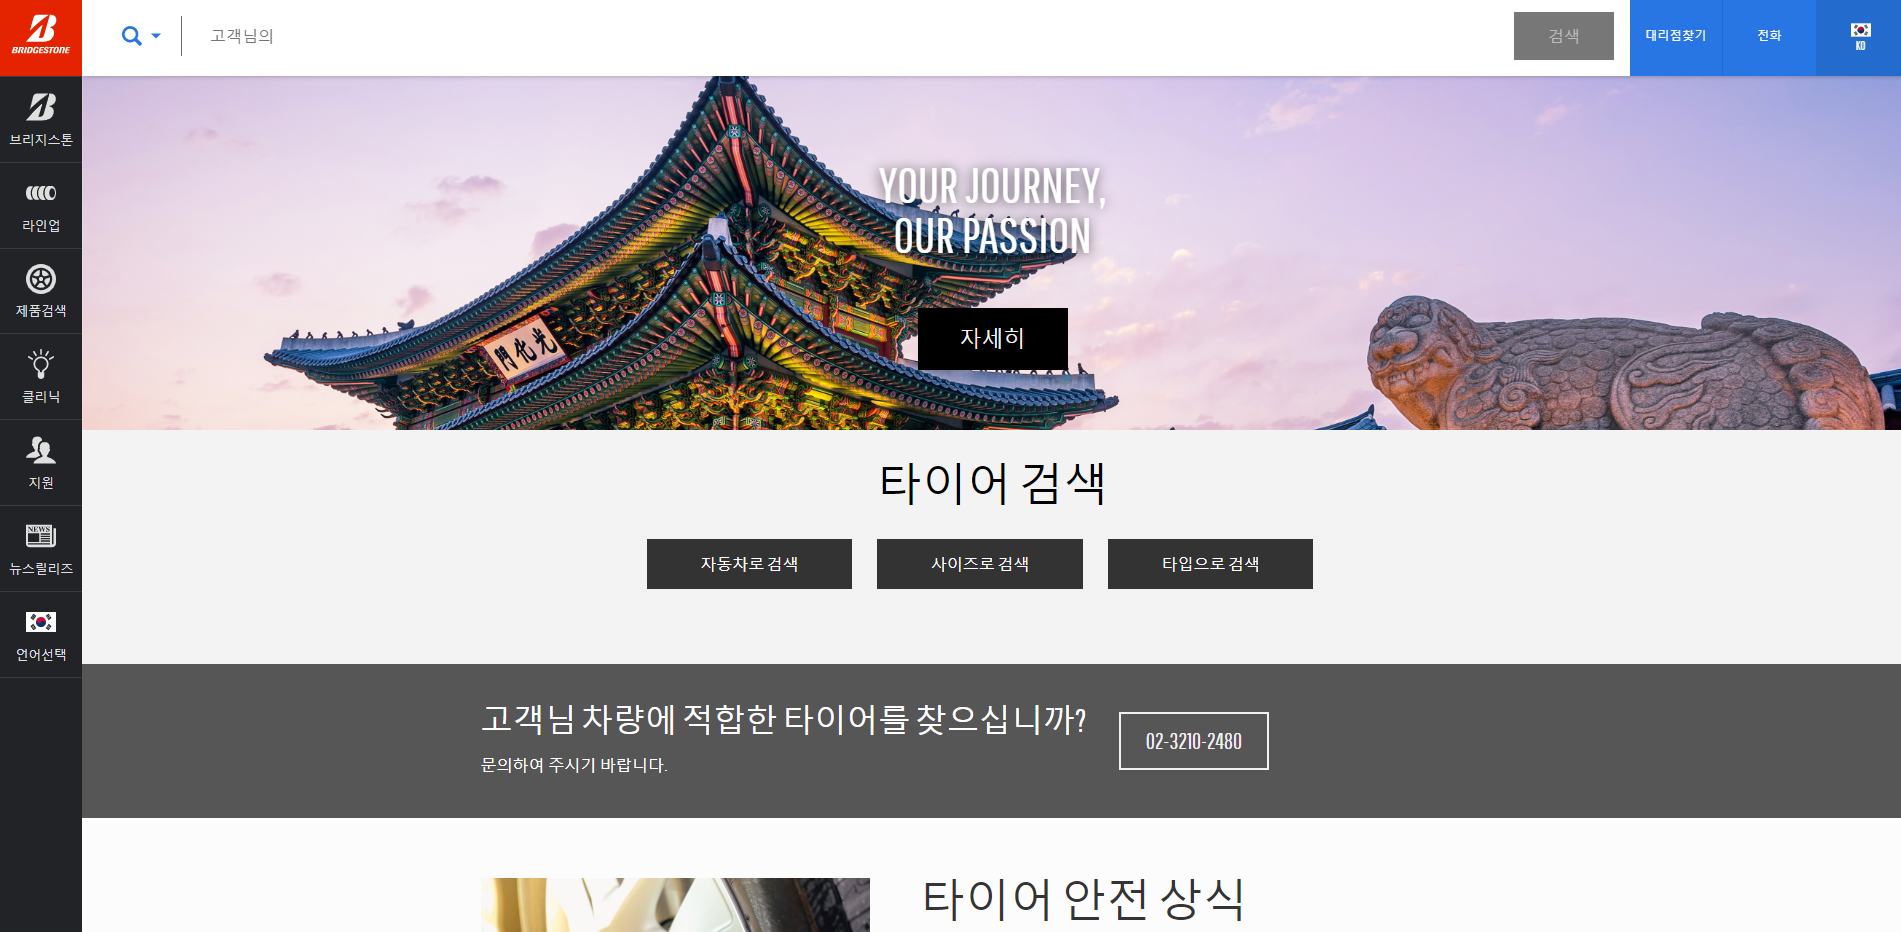 BRIDGESTONE
고객님의
검색
대리점찾기
전화
KO
브리지스톤
라인업
제품검색
클리닉
지원
NEWS
뉴스릴리즈
언어선택
YOUR JOURNEY,
OUR PASSION
門化光
자세히
타이어 검색
자동차로 검색
사이즈로 검색
타입으로 검색
고객님 차량에 적합한 타이어를 찾으십니까?
문의하여 주시기 바랍니다.
02-3210-2480
타이어 안전 상식